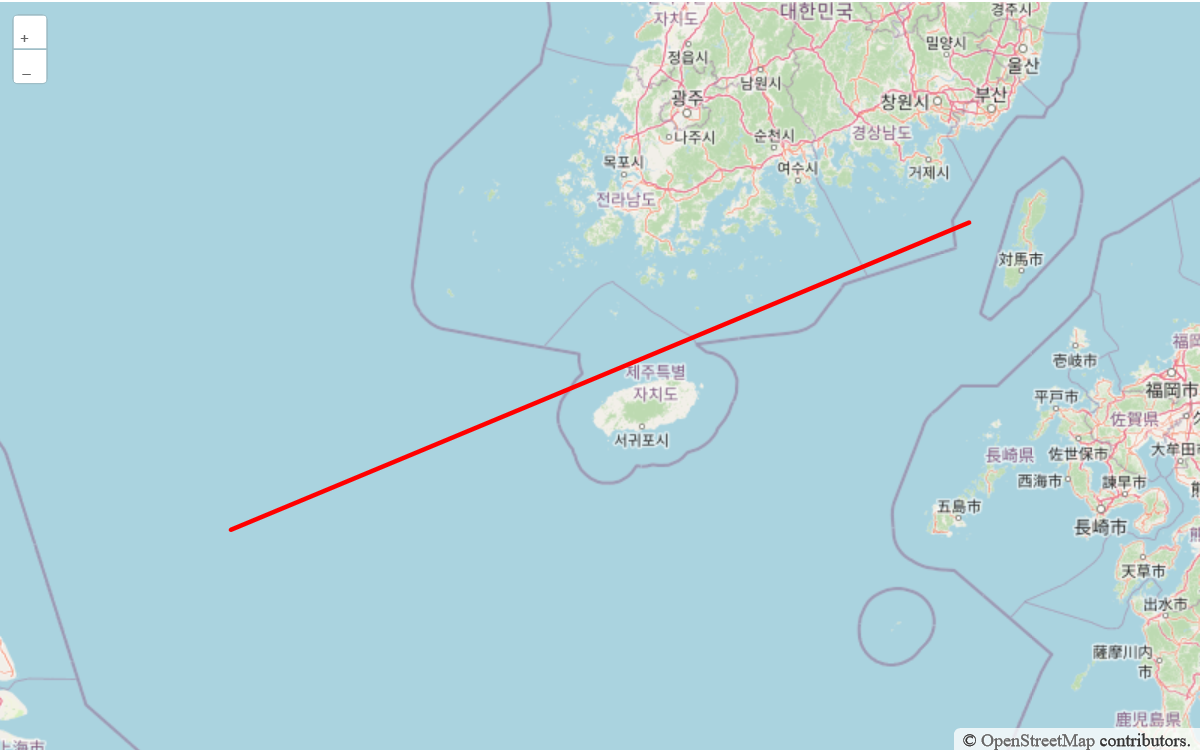 +
–
자치도
대한민국
경주시
정읍시
밀양시
울산
남원시
광주
창원시
부산
나주시
순천시
경상남도
목포시
여수시
거제시
전라남도
対馬市
제주특별
자치도
서귀포시
壱岐市
福岡
平戸市
福岡市
佐賀県
長崎県
佐世保市
大牟田市
西海市
諫早市
五島市
長崎市
天草市
出水市
薩摩川内
市
鹿児島県
上海市
© OpenStreetMap contributors.